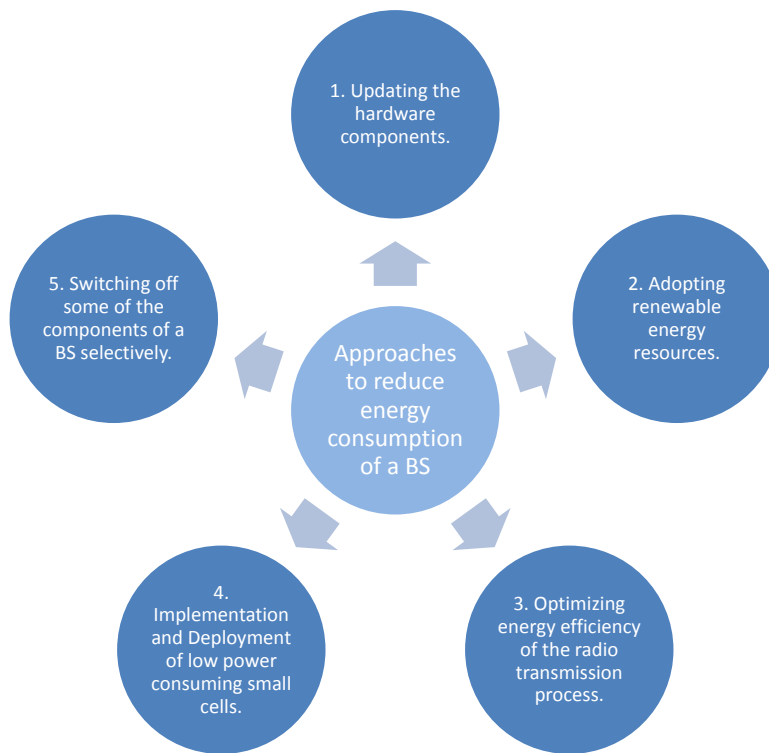 1. Updating the
hardware
components.
2. Adopting
renewable
energy
resources.
3. Optimizing
energy efficiency
of the radio
transmission
process.
4.
Implementation
and Deployment
of low power
consuming small
cells.
5. Switching off
some of the
components of a
BS selectively.
Approaches
to reduce
energy
consumption
of a BS